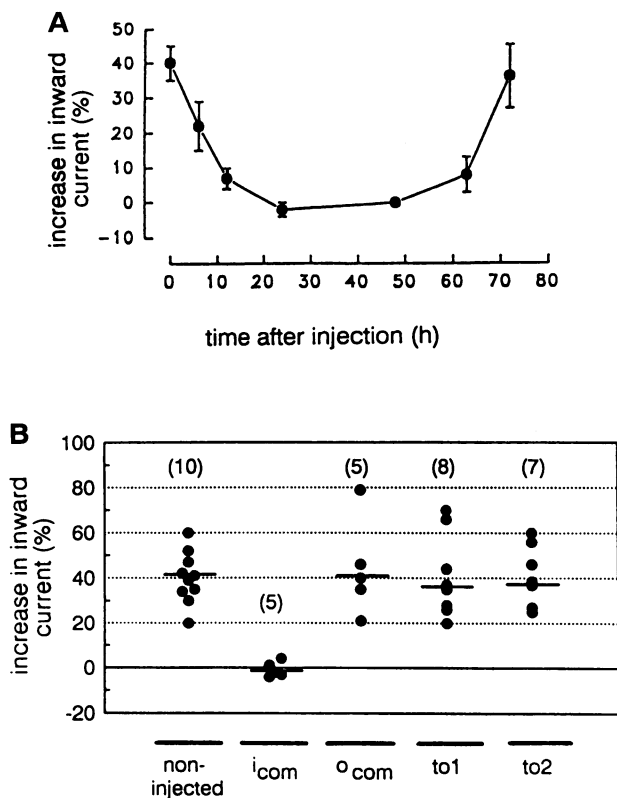 A
increase in inward
current (%)
50
40
30
20
10
0
-10
0 10 20 30 40 50 60 70 80
time after injection (h)
B
increase in inward
current (%)
100
80
60
40
20
0
-20
(10) (5) (5) (8) (7)
non-
injected
i com
o com
to1
to2